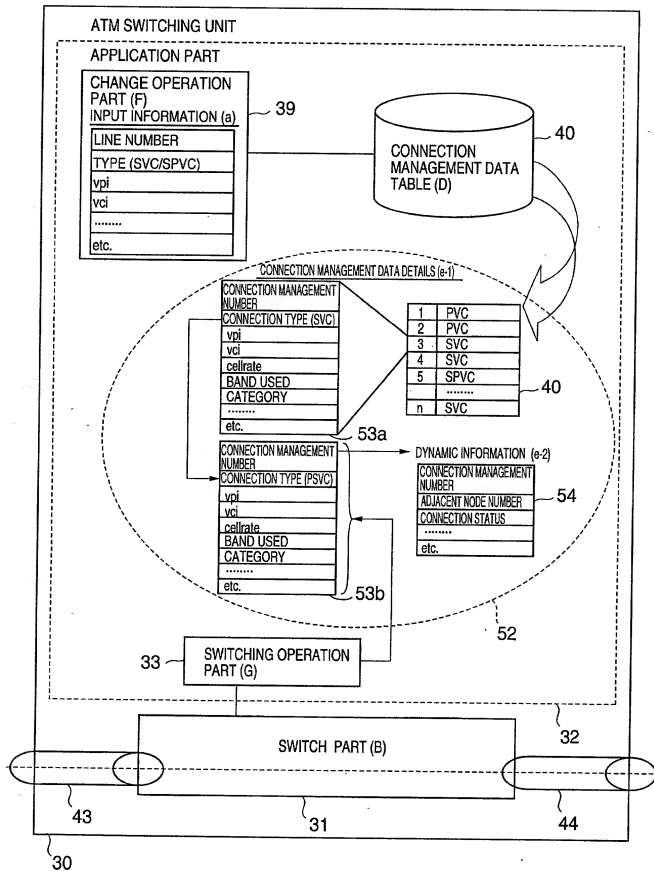 ATM SWITCHING UNIT
APPLICATION PART
CHANGE OPERATION
PART (F)
INPUT INFORMATION (a)
LINE NUMBER
TYPE (SVC/SPVC)
vpi
vci
........
etc.
39
CONNECTION
MANAGEMENT DATA
TABLE (D)
40
CONNECTION MANAGEMENT DATA DETAILS (e-1)
CONNECTION MANAGEMENT
NUMBER
CONNECTION TYPE (SVC)
vpi
vci
cellrate
BAND USED
CATEGORY
........
etc.
53a
1 PVC
2 PVC
3 SVC
4 SVC
5 SPVC
........
n SVC
40
CONNECTION MANAGEMENT
NUMBER
CONNECTION TYPE (PSVC)
vpi
vci
cellrate
BAND USED
CATEGORY
........
etc.
53b
DYNAMIC INFORMATION (e-2)
CONNECTION MANAGEMENT
NUMBER
ADJACENT NODE NUMBER
CONNECTION STATUS
........
etc.
54
52
33
SWITCHING OPERATION
PART (G)
32
SWITCH PART (B)
43
31
44
30